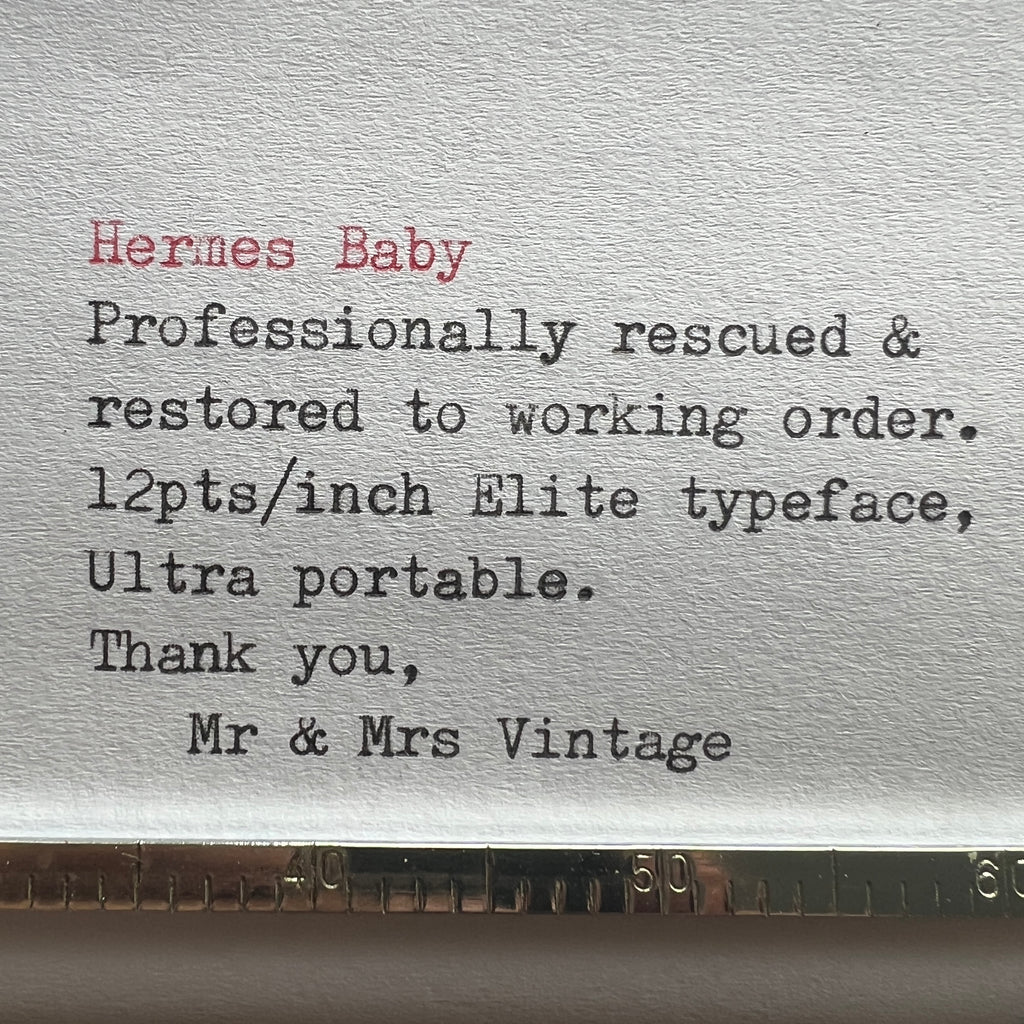 Hermes Baby
Professionally rescued &
restored to working order.
12pts/inch Elite typeface,
Ultra portable.
Thank you,
Mr & Mrs Vintage
40 50 60